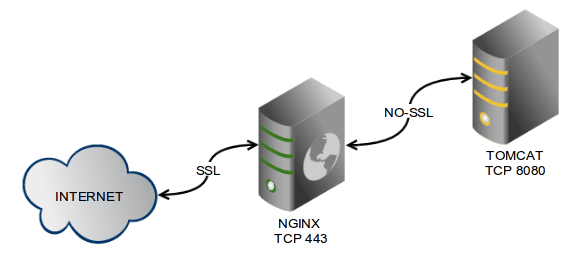 NO-SSL
TOMCAT
TCP 8080
SSL
INTERNET
NGINX
TCP 443